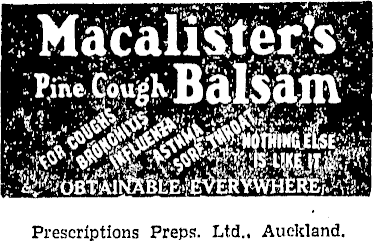 Macalister's
Pine Cough Balsam
FOR COUGHS
BRONCHITIS
INFLUENZA
ASTHMA
SORE THROAT
NOTHING ELSE
IS LIKE IT
OBTAINABLE EVERYWHERE
Prescriptions Preps. Ltd., Auckland.